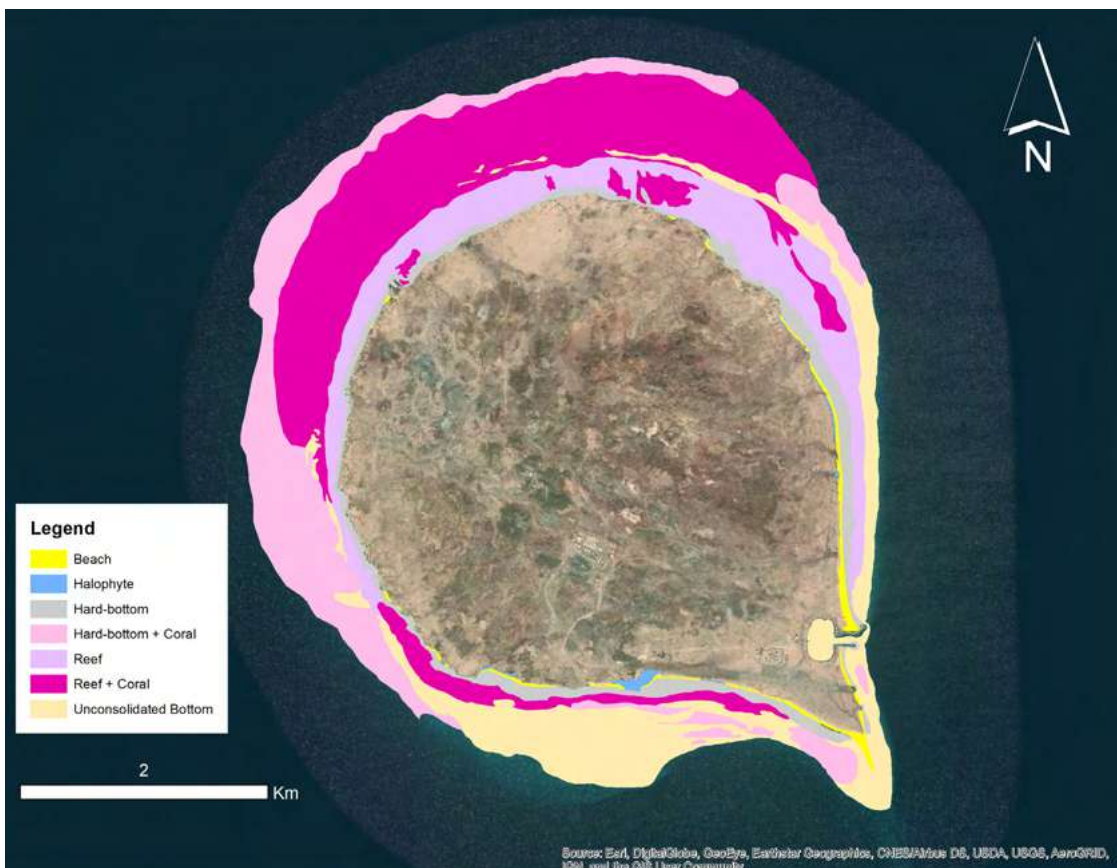 N
Legend
Beach
Halophyte
Hard-bottom
Hard-bottom + Coral
Reef
Reef + Coral
Unconsolidated Bottom
2
Km
Source: Esri, DigitalGlobe, GeoEye, Earthstar Geographics, CNES/Airbus DS, USDA, USGS, AeroGRID,
IGN, and the GIS User Community